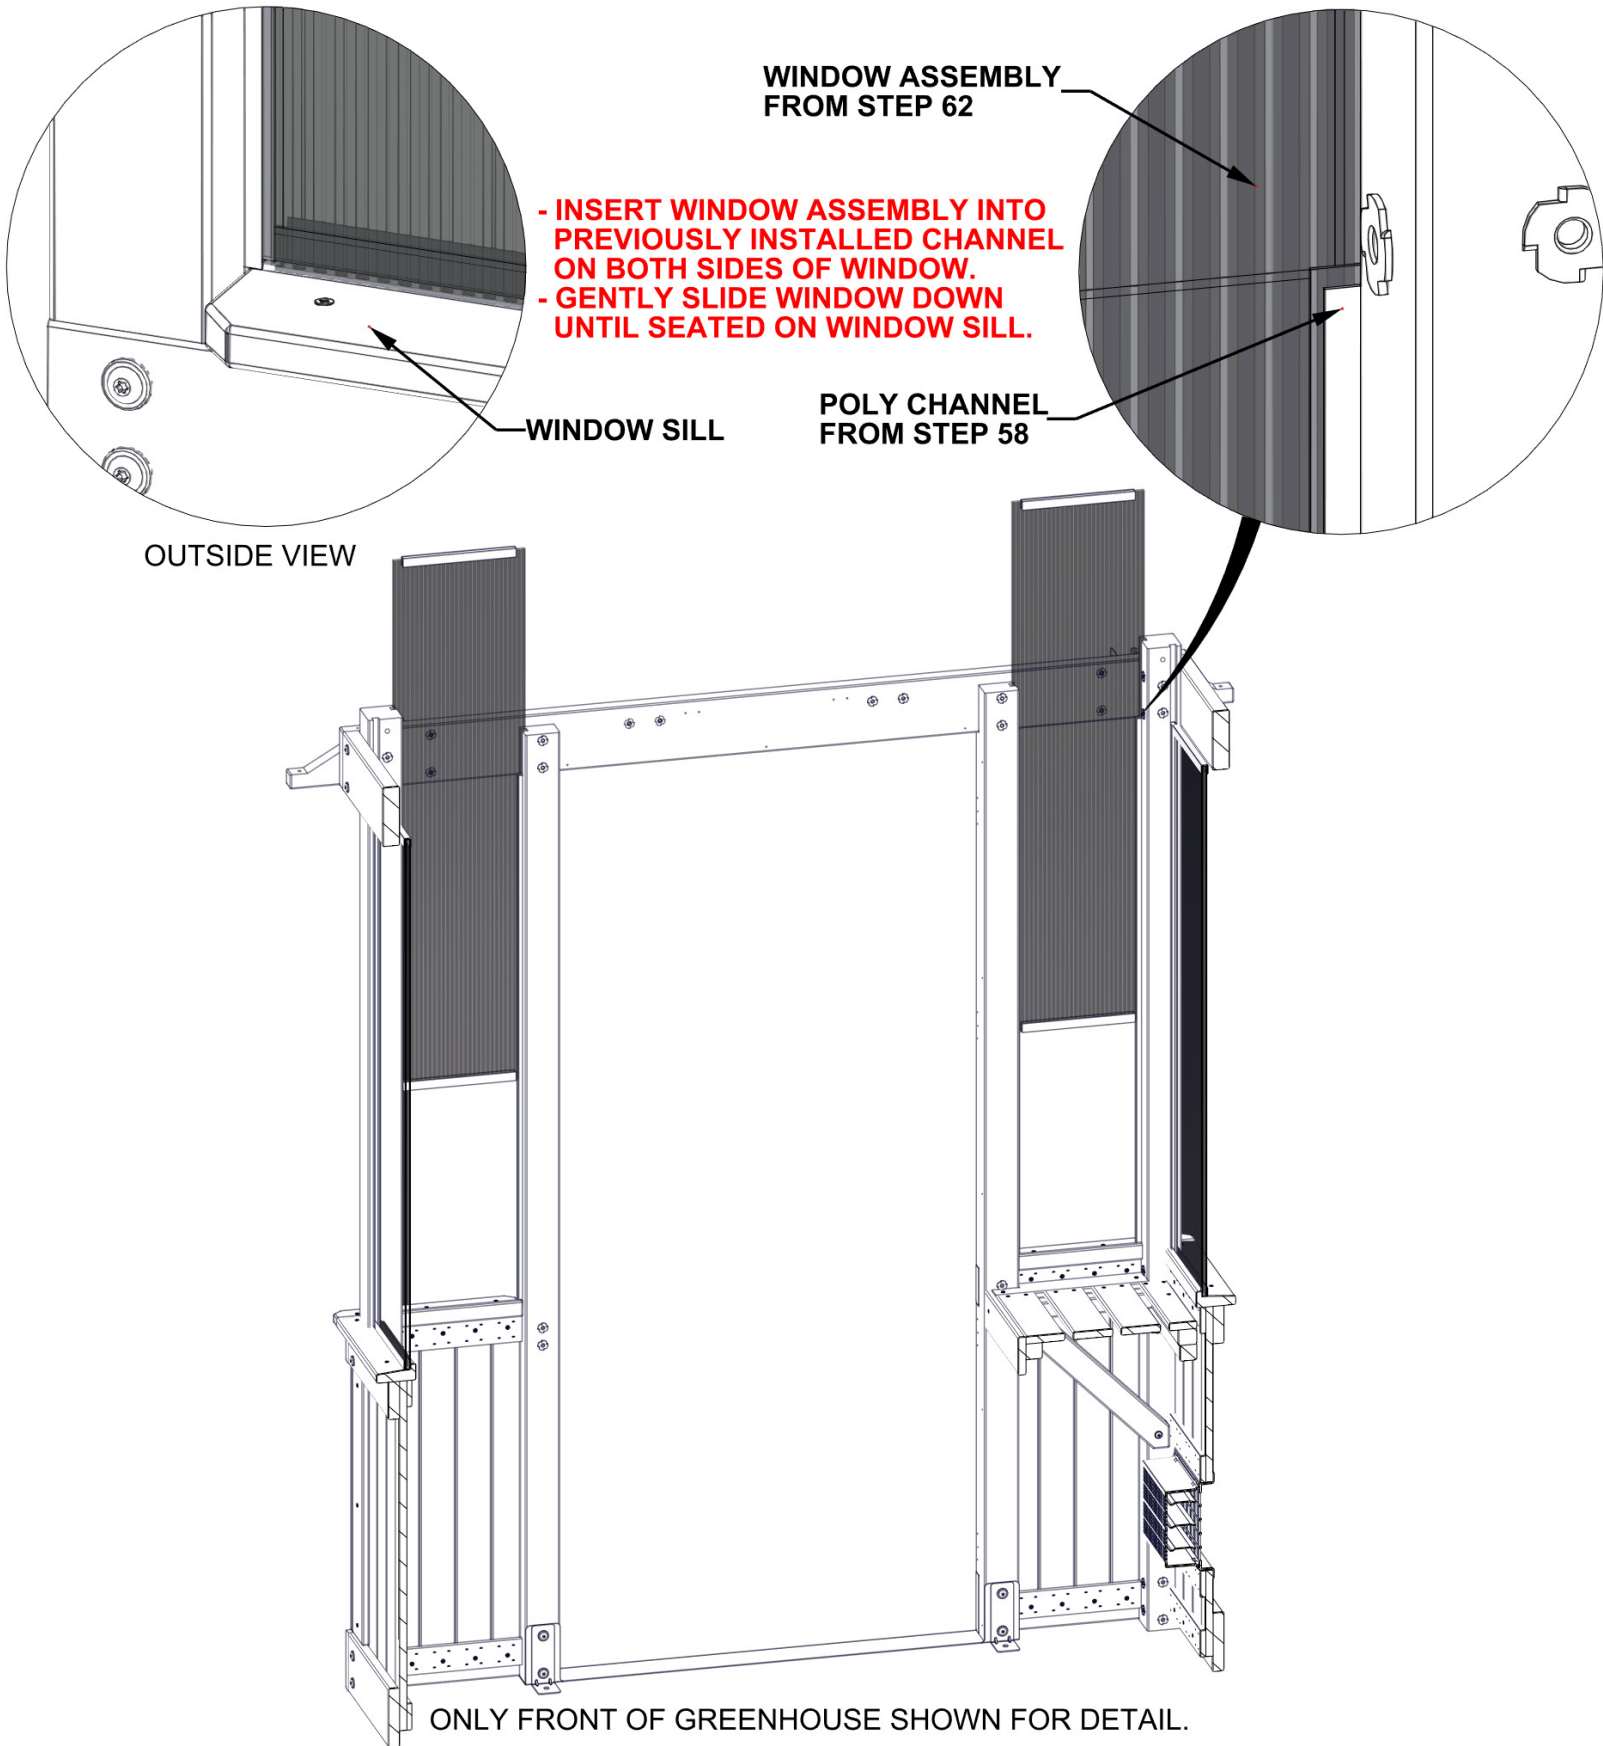 WINDOW ASSEMBLY
FROM STEP 62
- INSERT WINDOW ASSEMBLY INTO
PREVIOUSLY INSTALLED CHANNEL
ON BOTH SIDES OF WINDOW.
- GENTLY SLIDE WINDOW DOWN
UNTIL SEATED ON WINDOW SILL.
WINDOW SILL
POLY CHANNEL
FROM STEP 58
OUTSIDE VIEW
ONLY FRONT OF GREENHOUSE SHOWN FOR DETAIL.